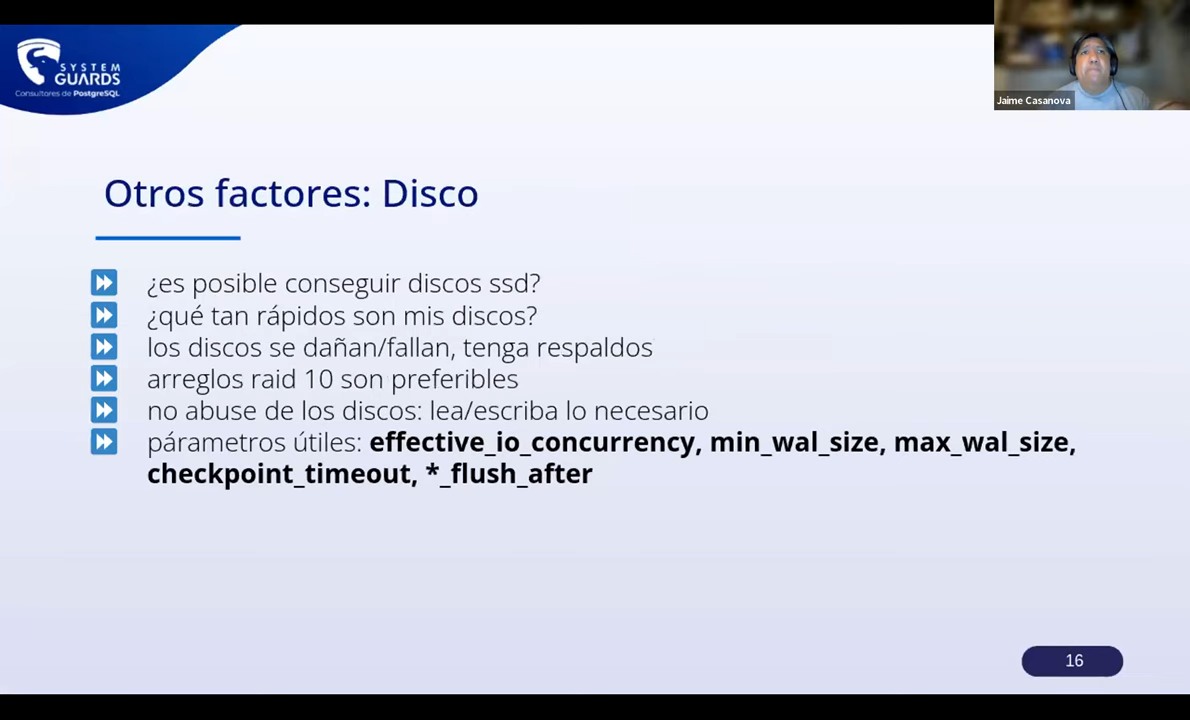 SYSTEM
GUARDS
Consultores de PostgreSQL
Jaime Casanova
Otros factores: Disco
¿es posible conseguir discos ssd?
¿qué tan rápidos son mis discos?
los discos se dañan/fallan, tenga respaldos
arreglos raid 10 son preferibles
no abuse de los discos: lea/escriba lo necesario
párametros útiles: effective_io_concurrency, min_wal_size, max_wal_size,
checkpoint_timeout, *_flush_after
16